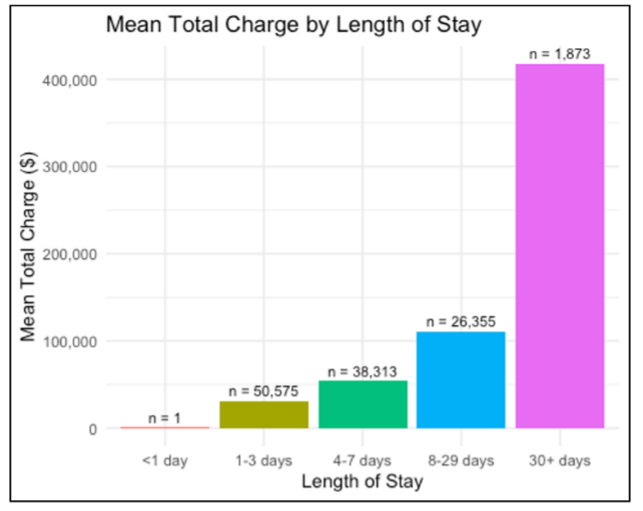 Mean Total Charge by Length of Stay
n = 1,873
400,000
300,000
200,000
n = 26,355
100,000
n = 38,313
n = 50,575
n = 1
0
Mean Total Charge ($)
<1 day 1-3 days 4-7 days 8-29 days 30+ days
Length of Stay